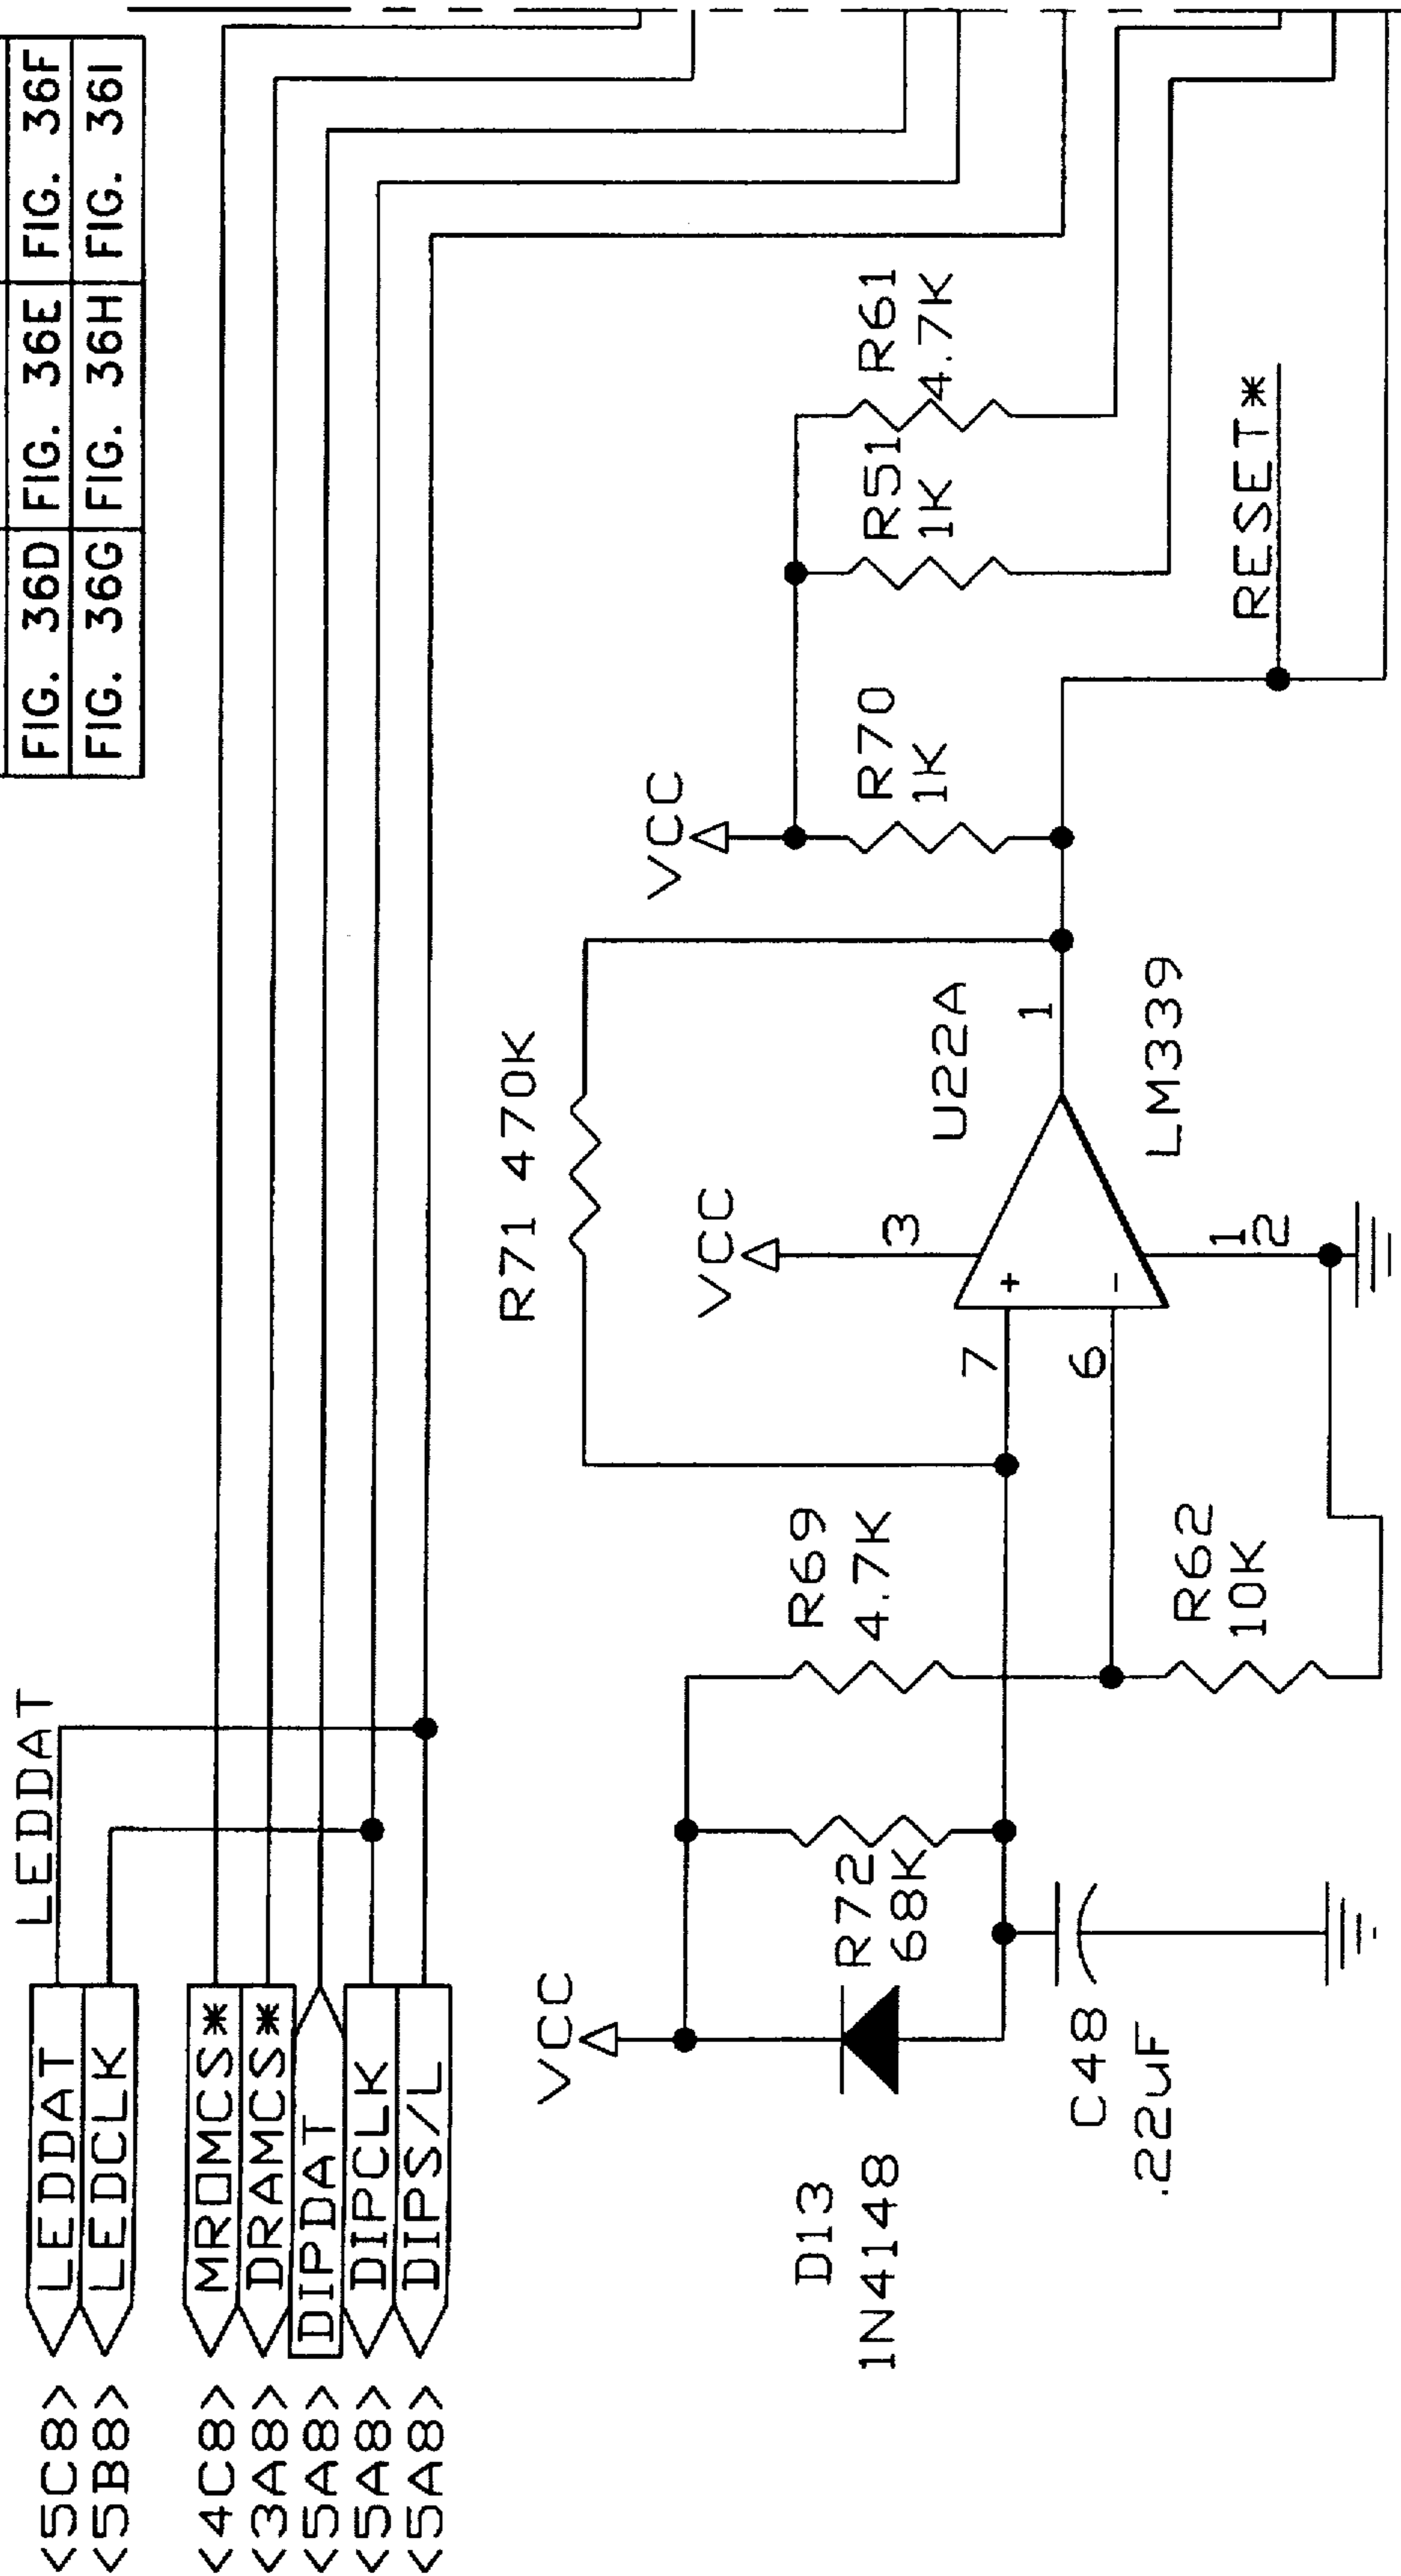 FIG. 36D FIG. 36E FIG. 36F
FIG. 36G FIG. 36H FIG. 36I
LEDDAT
<5C8> LEDDAT
<5B8> LEDCLK
<4C8> MROMCS*
<3A8> DRAMCS*
<5A8> DIPDAT
<5A8> DIPCLK
<5A8> DIPS/L
R71 470K
VCC
VCC
VCC
D13
1N4148
R72
68K
R69
4.7K
C48
.22uF
R62
10K
7
6
+
-
3
12
1
U22A
LM339
R70
1K
R51
1K
R61
4.7K
RESET*